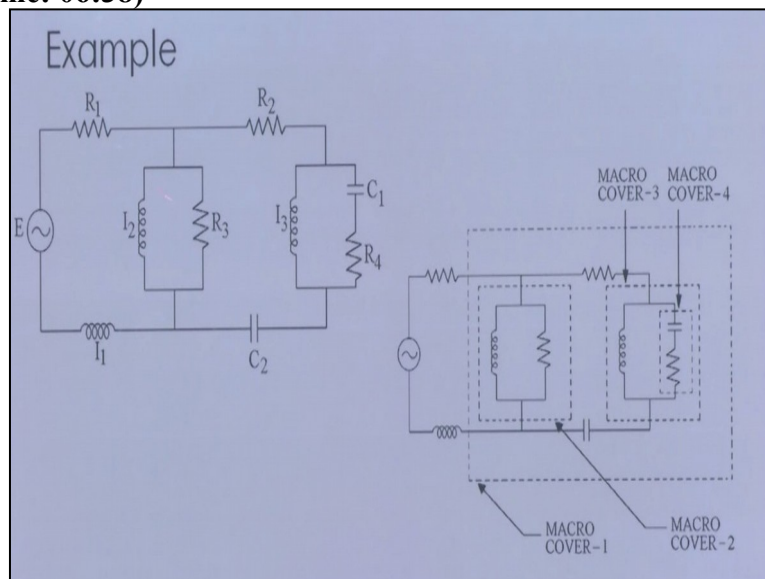 Example
R1
R2
E
I2
R3
I3
C1
R4
I1
C2
MACRO
COVER-3
MACRO
COVER-4
MACRO
COVER-1
MACRO
COVER-2